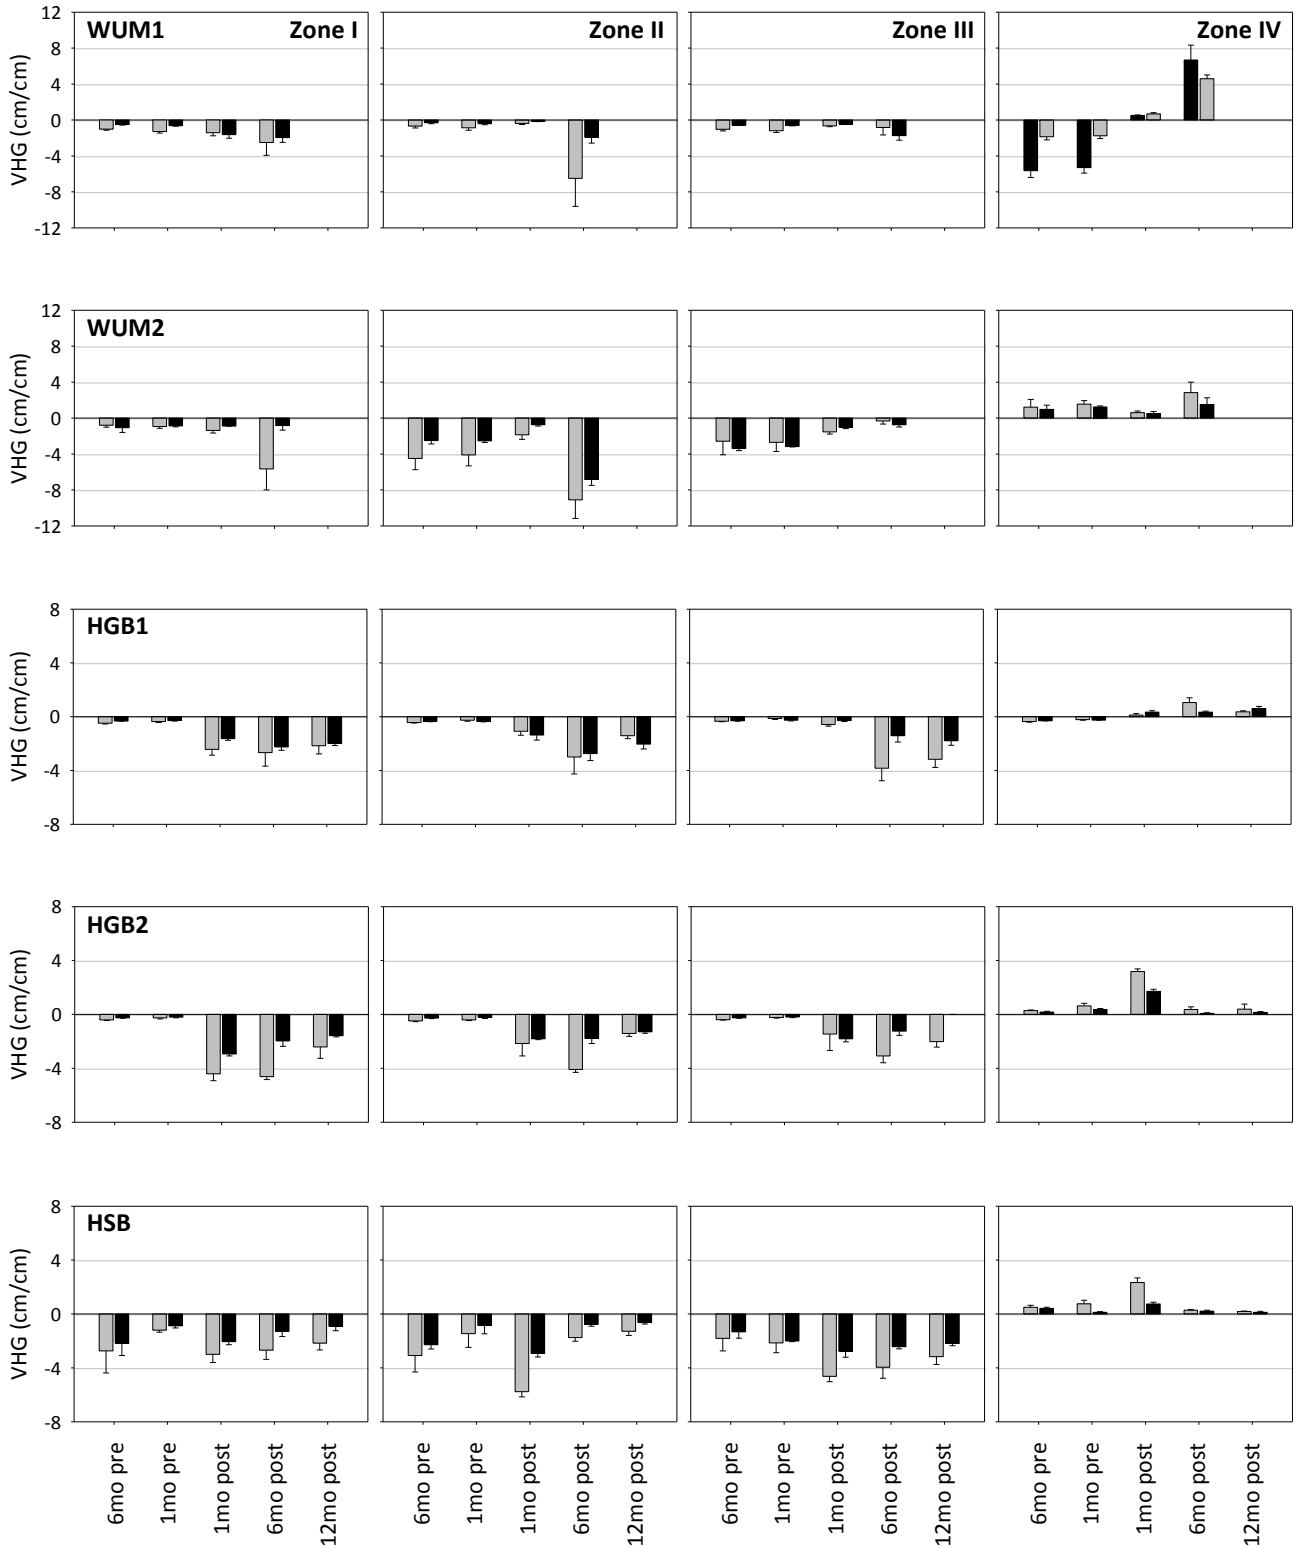 WUM1 Zone I Zone II Zone III Zone IV
12
8
4
0
-4
-8
-12
VHG (cm/cm)
WUM2
12
8
4
0
-4
-8
-12
VHG (cm/cm)
HGB1
8
4
0
-4
-8
VHG (cm/cm)
HGB2
8
4
0
-4
-8
VHG (cm/cm)
HSB
8
4
0
-4
-8
VHG (cm/cm)
6mo pre
1mo pre
1mo post
6mo post
12mo post
6mo pre
1mo pre
1mo post
6mo post
12mo post
6mo pre
1mo pre
1mo post
6mo post
12mo post
6mo pre
1mo pre
1mo post
6mo post
12mo post